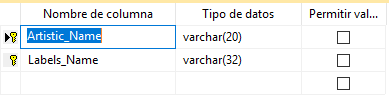 Nombre de columna Tipo de datos Permitir val...
Artistic_Name varchar(20)
Labels_Name varchar(32)